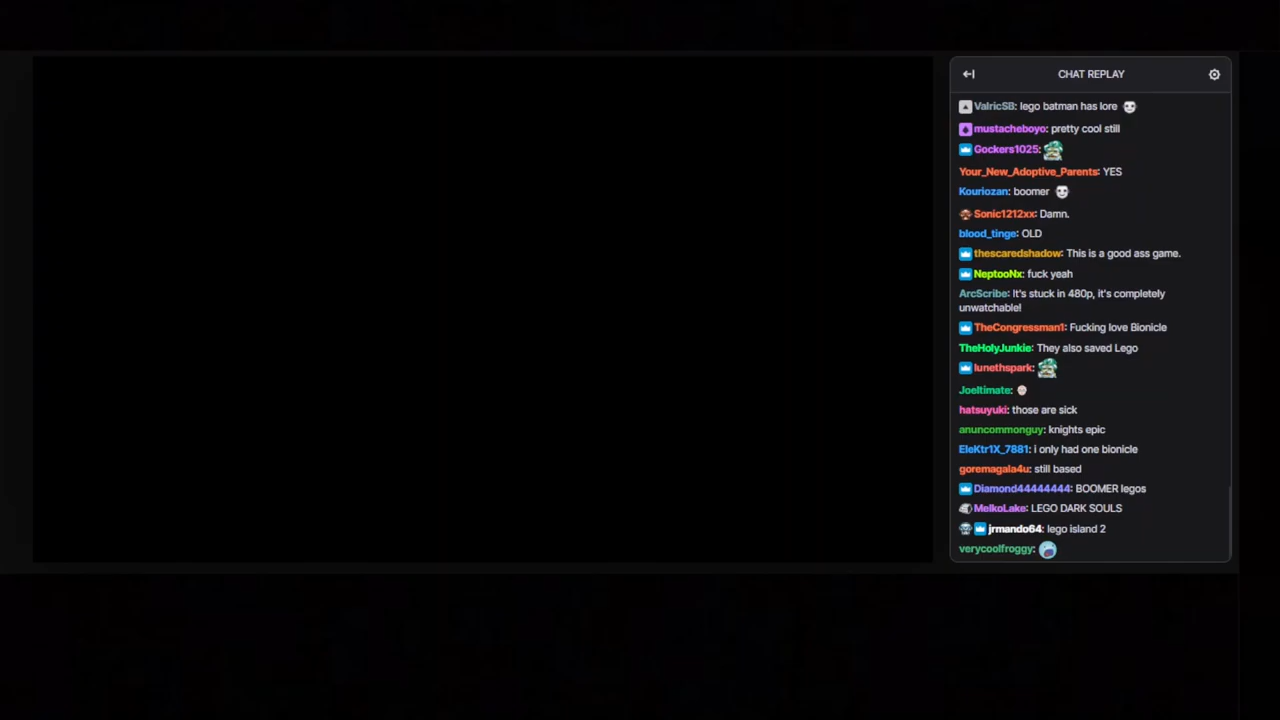 CHAT REPLAY
ValricSB: lego batman has lore
mustacheboyo: pretty cool still
Gockers1025:
Your_New_Adoptive_Parents: YES
Kouriozan: boomer
Sonic1212xx: Damn.
blood_tinge: OLD
thescaredshadow: This is a good ass game.
NeptooNx: fuck yeah
ArcScribe: It's stuck in 480p, it's completely
unwatchable!
TheCongressman1: Fucking love Bionicle
TheHolyJunkie: They also saved Lego
lunethspark:
Joeltimate:
hatsuyuki: those are sick
anuncommonguy: knights epic
EleKtr1X_7881: i only had one bionicle
goremagala4u: still based
Diamond44444444: BOOMER legos
MeikoLake: LEGO DARK SOULS
jrmando64: lego island 2
verycoolfroggy: